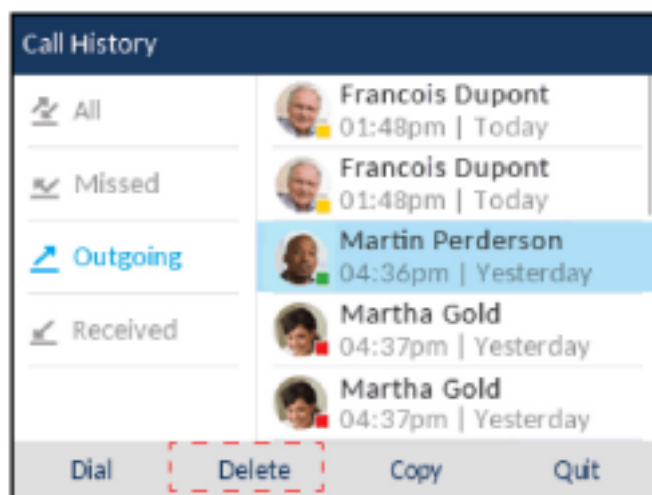 Call History
All
Missed
Outgoing
Received
Francois Dupont
01:48pm | Today
Francois Dupont
01:48pm | Today
Martin Perderson
04:36pm | Yesterday
Martha Gold
04:37pm | Yesterday
Martha Gold
04:37pm | Yesterday
Dial Delete Copy Quit